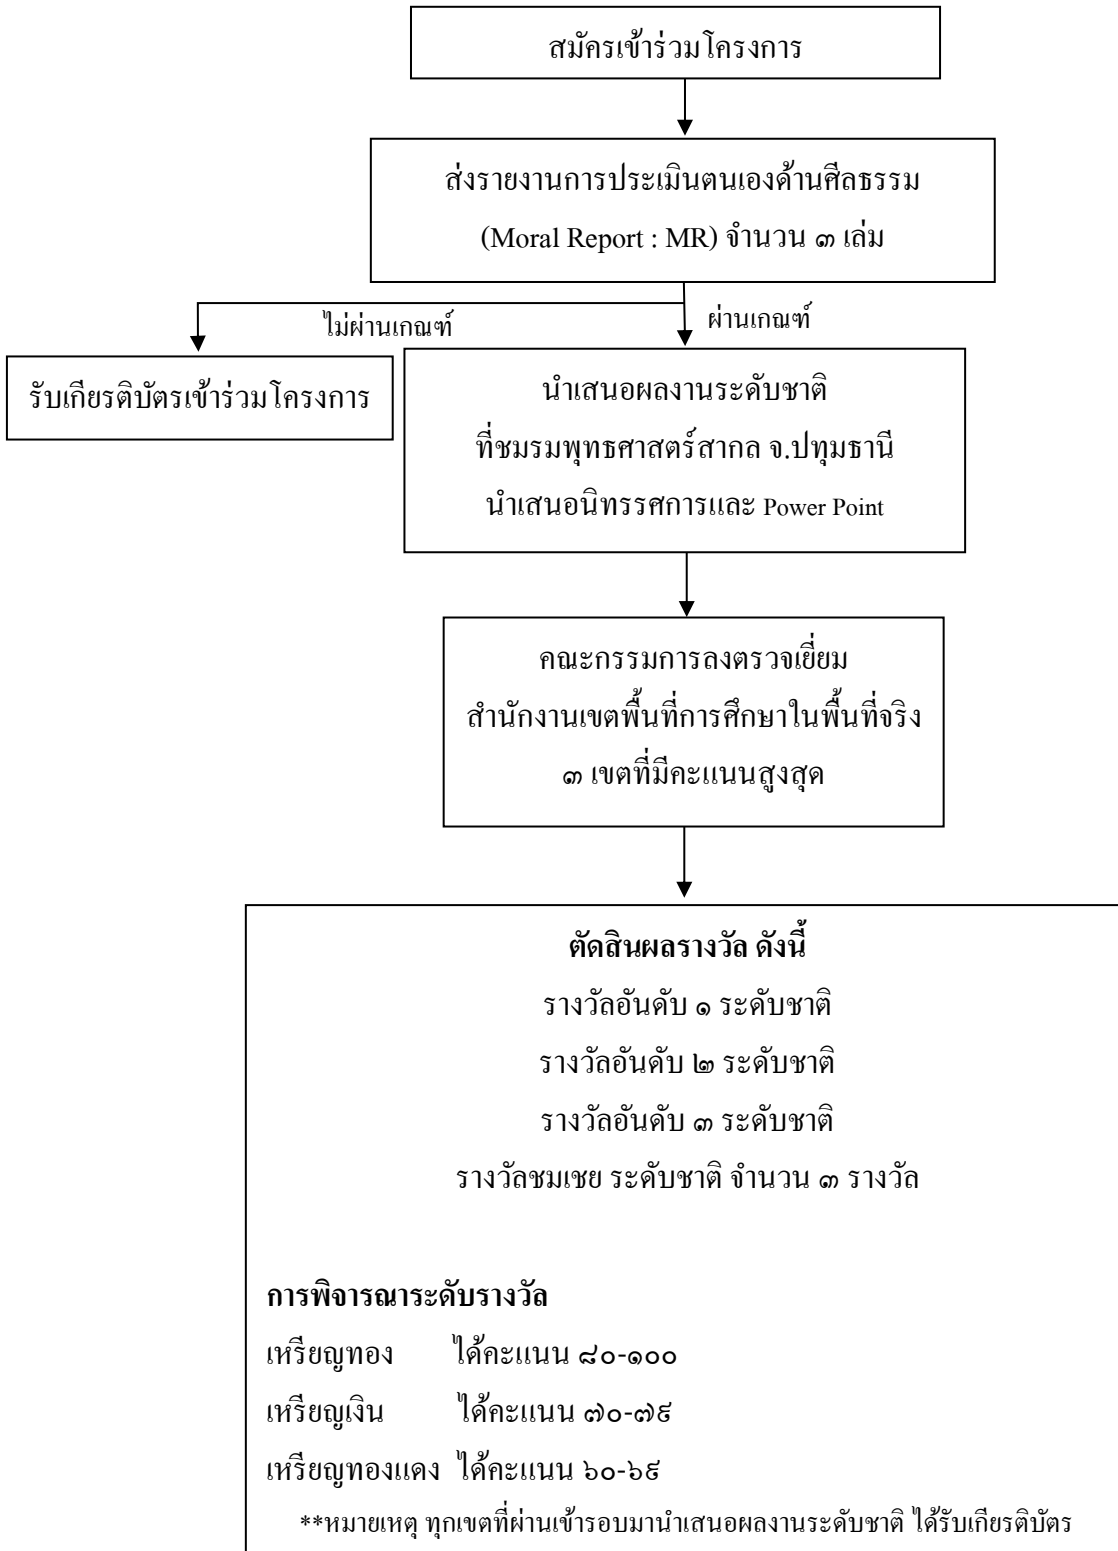 สมัครเข้าร่วมโครงการ
ส่งรายงานการประเมินตนเองด้านศีลธรรม
(Moral Report : MR) จำนวน ๓ เล่ม
ไม่ผ่านเกณฑ์
ผ่านเกณฑ์
รับเกียรติบัตรเข้าร่วมโครงการ
นำเสนอผลงานระดับชาติ
ที่ชมรมพุทธศาสตร์สากล จ.ปทุมธานี
นำเสนอนิทรรศการและ Power Point
คณะกรรมการลงตรวจเยี่ยม
สำนักงานเขตพื้นที่การศึกษาในพื้นที่จริง
๓ เขตที่มีคะแนนสูงสุด
ตัดสินผลรางวัล ดังนี้
รางวัลอันดับ ๑ ระดับชาติ
รางวัลอันดับ ๒ ระดับชาติ
รางวัลอันดับ ๓ ระดับชาติ
รางวัลชมเชย ระดับชาติ จำนวน ๓ รางวัล
การพิจารณาระดับรางวัล
เหรียญทอง ได้คะแนน ๘๐-๑๐๐
เหรียญเงิน ได้คะแนน ๗๐-๗๙
เหรียญทองแดง ได้คะแนน ๖๐-๖๙
**หมายเหตุ ทุกเขตที่ผ่านเข้ารอบมานำเสนอผลงานระดับชาติ ได้รับเกียรติบัตร